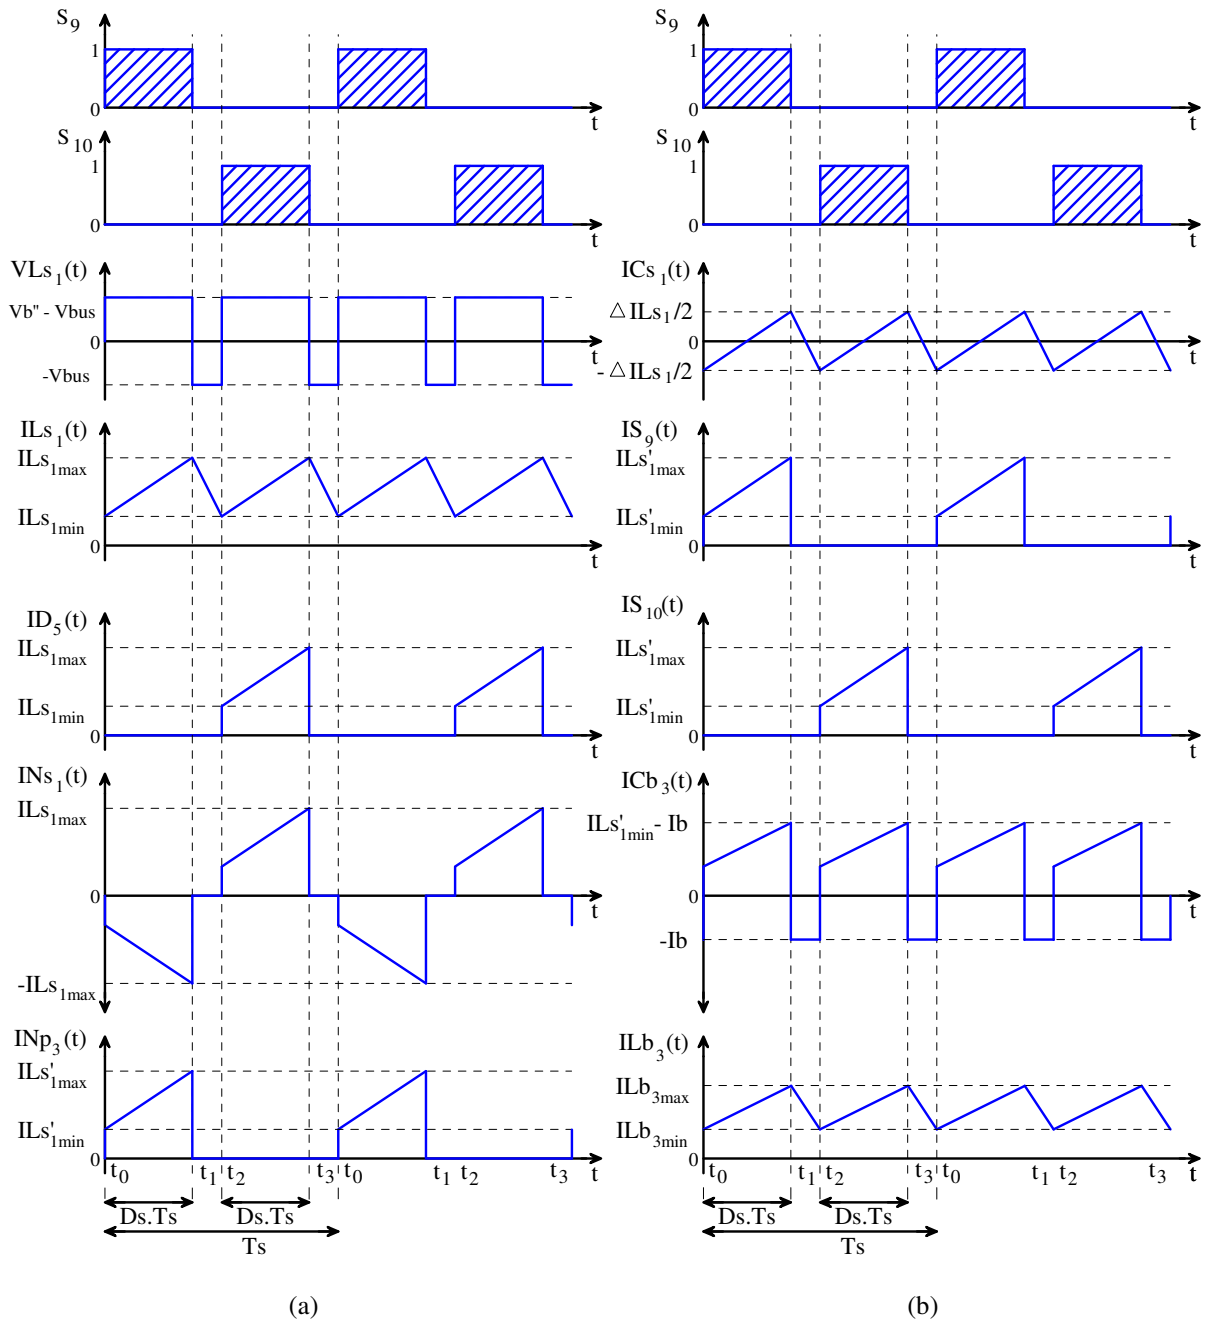 S9
1
0
t
S10
1
0
t
VLs1(t)
Vb'' - Vbus
0
-Vbus
t
ILs1(t)
ILs1max
ILs1min
0
t
ID5(t)
ILs1max
ILs1min
0
t
INs1(t)
ILs1max
0
t
-ILs1max
INp3(t)
ILs'1max
ILs'1min
0
t
t0 t1 t2 t3 t0 t1 t2 t3
Ds.Ts Ds.Ts
Ts
(a)
S9
1
0
t
S10
1
0
t
ICs1(t)
△ILs1/2
0
t
-△ILs1/2
IS9(t)
ILs'1max
ILs'1min
0
t
IS10(t)
ILs'1max
ILs'1min
0
t
ICb3(t)
ILs'1min- Ib
0
t
-Ib
ILb3(t)
ILb3max
ILb3min
0
t0 t1 t2 t3 t0 t1 t2 t3 t
Ds.Ts Ds.Ts
Ts
(b)